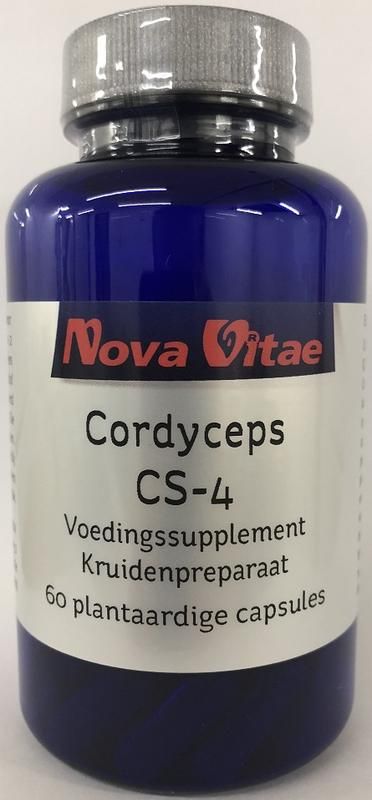 Nova Vitae
Cordyceps
CS-4
Voedingssupplement
Kruidenpreparaat
60 plantaardige capsules